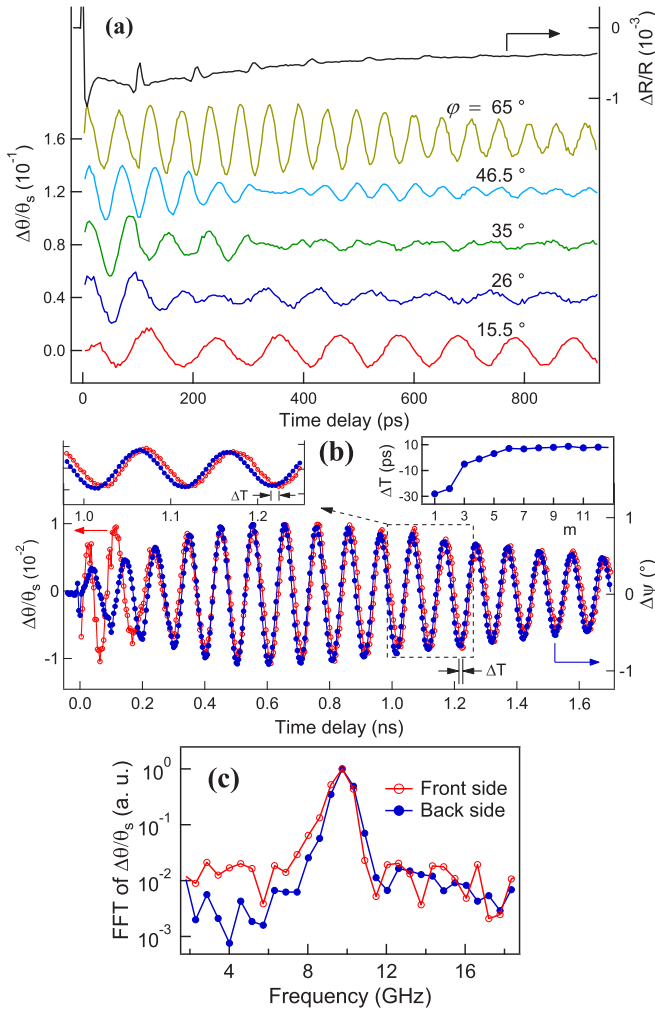 (a)
0
-1
ΔR/R (10⁻³)
φ = 65 °
46.5 °
35 °
26 °
15.5 °
1.6
1.2
0.8
0.4
0.0
Δθ/θₛ (10⁻¹)
0 200 400 600 800
Time delay (ps)
(b)
ΔT
1.0 1.1 1.2
10
-10
-30
ΔT (ps)
1 3 5 7 9 11
m
1
0
-1
Δθ/θₛ (10⁻²)
1
0
-1
Δψ (°)
ΔT
0.0 0.2 0.4 0.6 0.8 1.0 1.2 1.4 1.6
Time delay (ns)
(c)
Front side
Back side
10⁰
10⁻¹
10⁻²
10⁻³
FFT of Δθ/θₛ (a. u.)
4 8 12 16
Frequency (GHz)